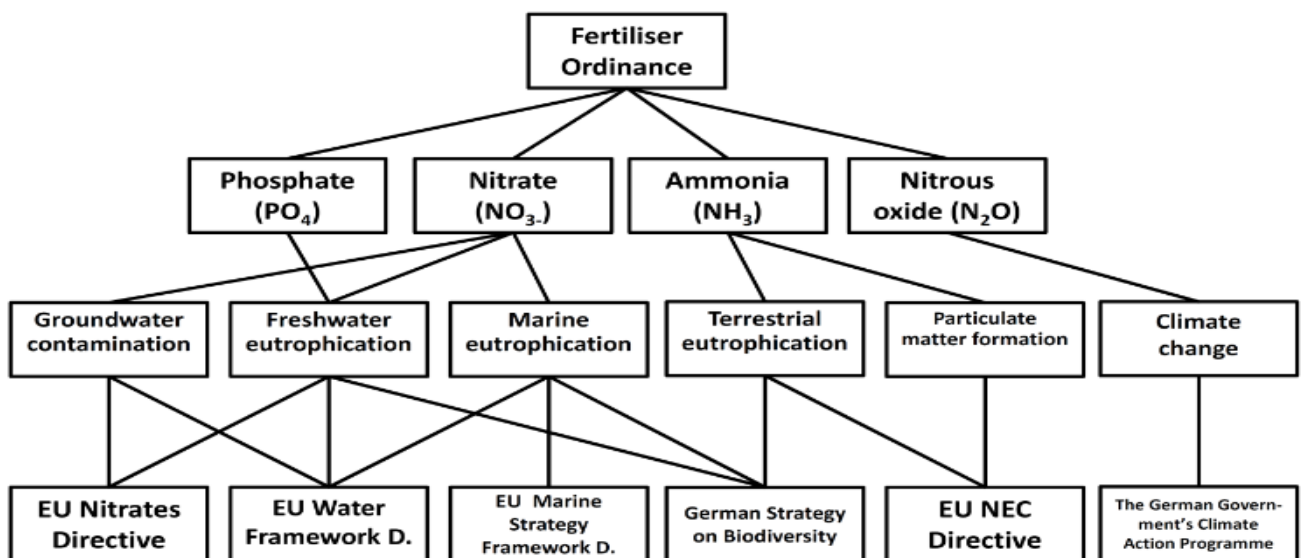 Fertiliser
Ordinance
Phosphate
(PO₄)
Nitrate
(NO₃₋)
Ammonia
(NH₃)
Nitrous
oxide (N₂O)
Groundwater
contamination
Freshwater
eutrophication
Marine
eutrophication
Terrestrial
eutrophication
Particulate
matter formation
Climate
change
EU Nitrates
Directive
EU Water
Framework D.
EU Marine
Strategy
Framework D.
German Strategy
on Biodiversity
EU NEC
Directive
The German Govern-
ment's Climate
Action Programme